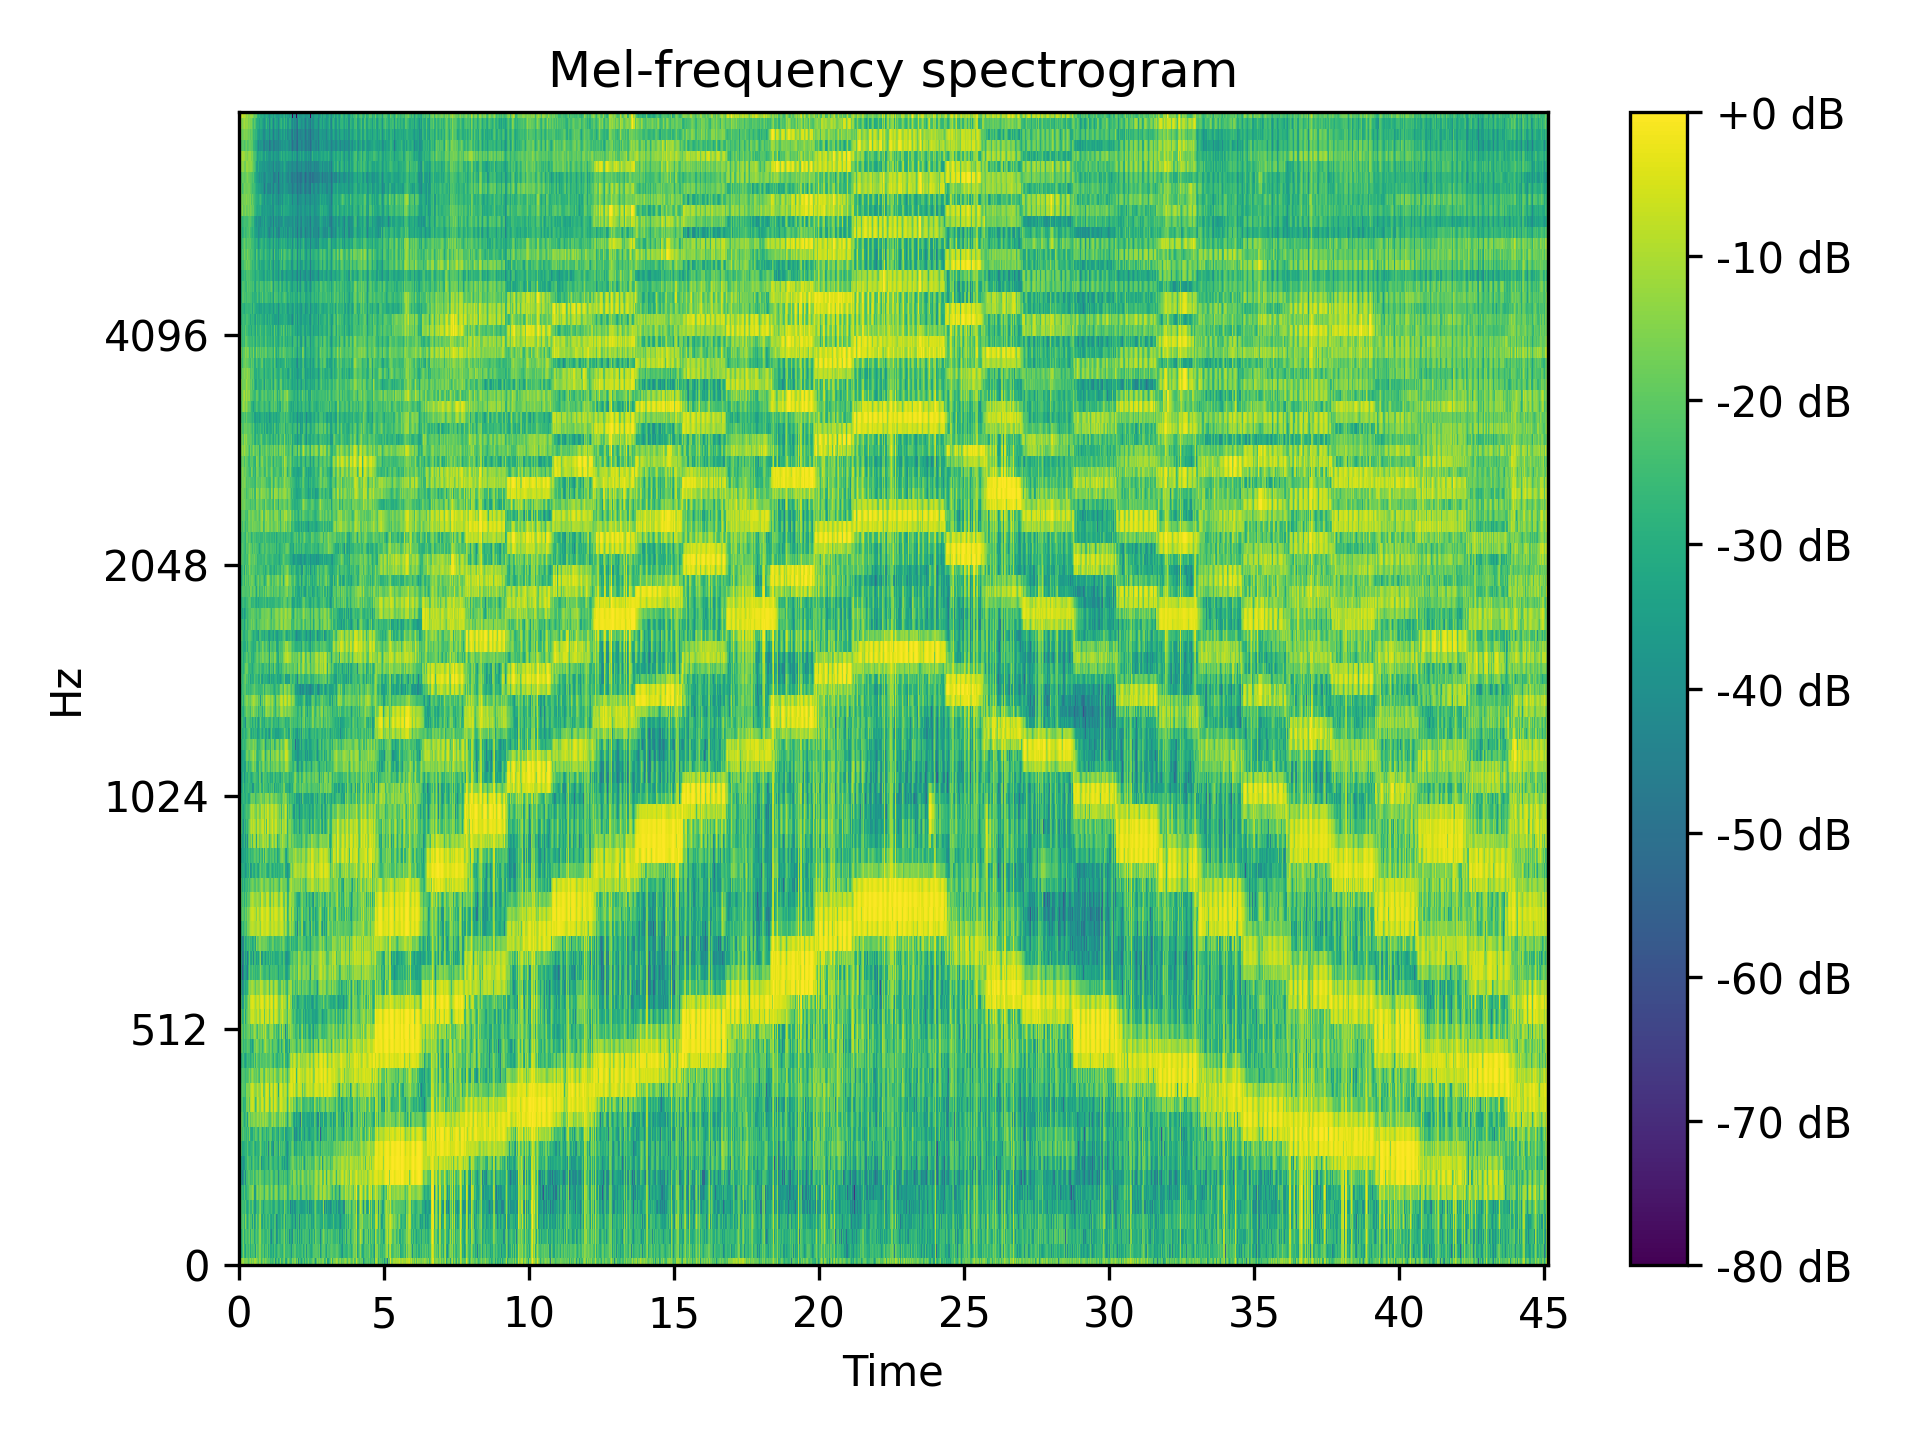 Mel-frequency spectrogram
Hz
4096
2048
1024
512
0
0 5 10 15 20 25 30 35 40 45
Time
+0 dB
-10 dB
-20 dB
-30 dB
-40 dB
-50 dB
-60 dB
-70 dB
-80 dB